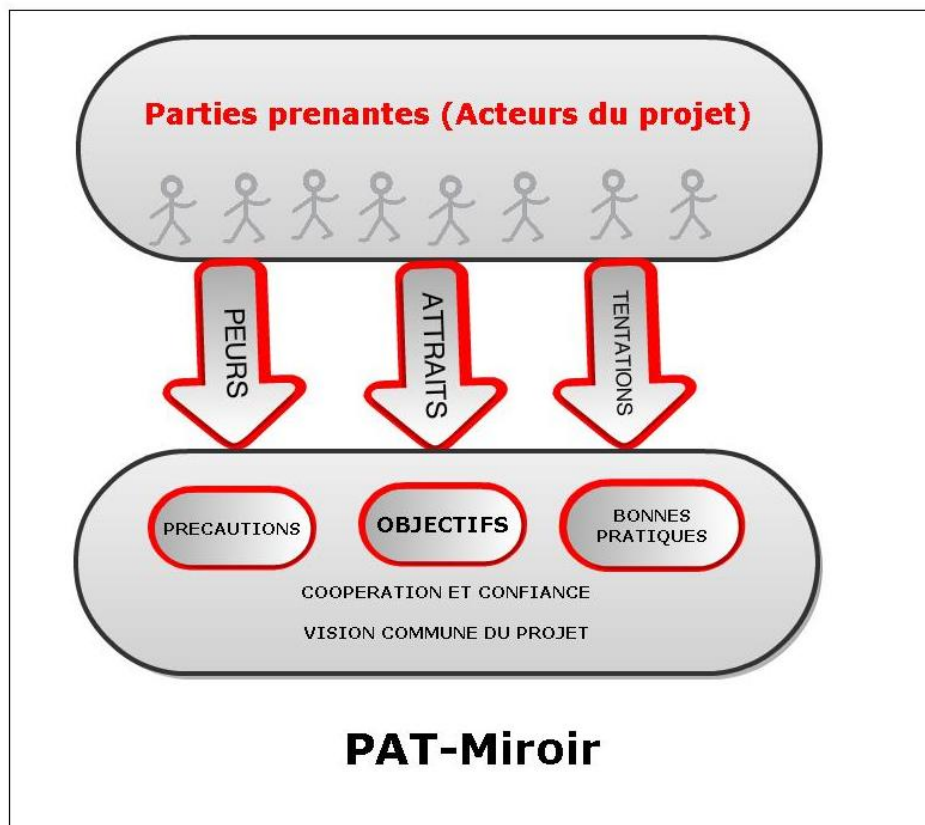 Parties prenantes (Acteurs du projet)
PEURS
ATTRAITS
TENTATIONS
PRECAUTIONS
OBJECTIFS
BONNES
PRATIQUES
COOPERATION ET CONFIANCE
VISION COMMUNE DU PROJET
PAT-Miroir